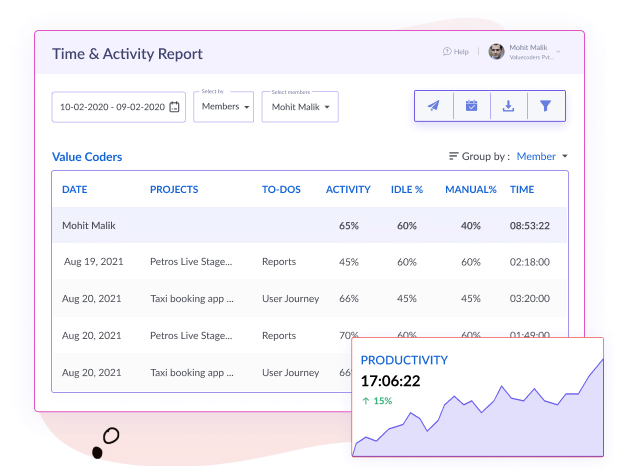 Time & Activity Report
Help
Mohit Malik
Valuecoders Pvt...
Select by
Select members
10-02-2020 - 09-02-2020
Members
Mohit Malik
Value Coders
Group by : Member
DATE PROJECTS TO-DOS ACTIVITY IDLE % MANUAL% TIME
Mohit Malik 65% 60% 40% 08:53:22
Aug 19, 2021 Petros Live Stage... Reports 45% 60% 60% 02:18:00
Aug 20, 2021 Taxi booking app ... User Journey 66% 45% 45% 03:20:00
Aug 20, 2021 Petros Live Stage... Reports 70% 60% 60% 01:49:00
Aug 20, 2021 Taxi booking app ... User Journey 66
PRODUCTIVITY
17:06:22
↑ 15%